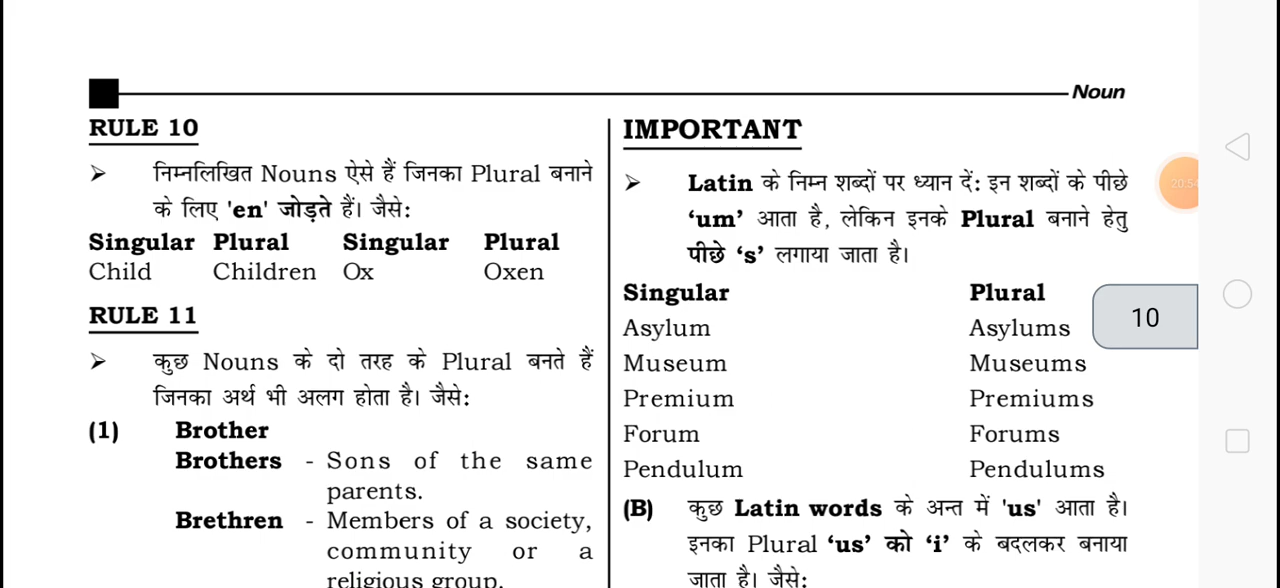 Noun
RULE 10
➢ निम्नलिखित Nouns ऐसे हैं जिनका Plural बनाने
के लिए 'en' जोड़ते हैं। जैसे:
Singular Plural Singular Plural
Child Children Ox Oxen
RULE 11
➢ कुछ Nouns के दो तरह के Plural बनते हैं
जिनका अर्थ भी अलग होता है। जैसे:
(1) Brother
Brothers - Sons of the same
parents.
Brethren - Members of a society,
community or a
religious group.
IMPORTANT
➢ Latin के निम्न शब्दों पर ध्यान दें: इन शब्दों के पीछे
‘um’ आता है, लेकिन इनके Plural बनाने हेतु
पीछे ‘s’ लगाया जाता है।
Singular Plural
Asylum Asylums
Museum Museums
Premium Premiums
Forum Forums
Pendulum Pendulums
(B) कुछ Latin words के अन्त में 'us' आता है।
इनका Plural ‘us’ को ‘i’ के बदलकर बनाया
जाता है। जैसे:
10